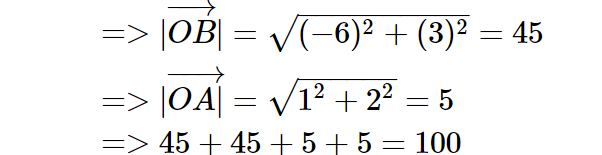 => |\overrightarrow{OB}| = \sqrt{(-6)^2 + (3)^2} = 45
=> |\overrightarrow{OA}| = \sqrt{1^2 + 2^2} = 5
=> 45 + 45 + 5 + 5 = 100